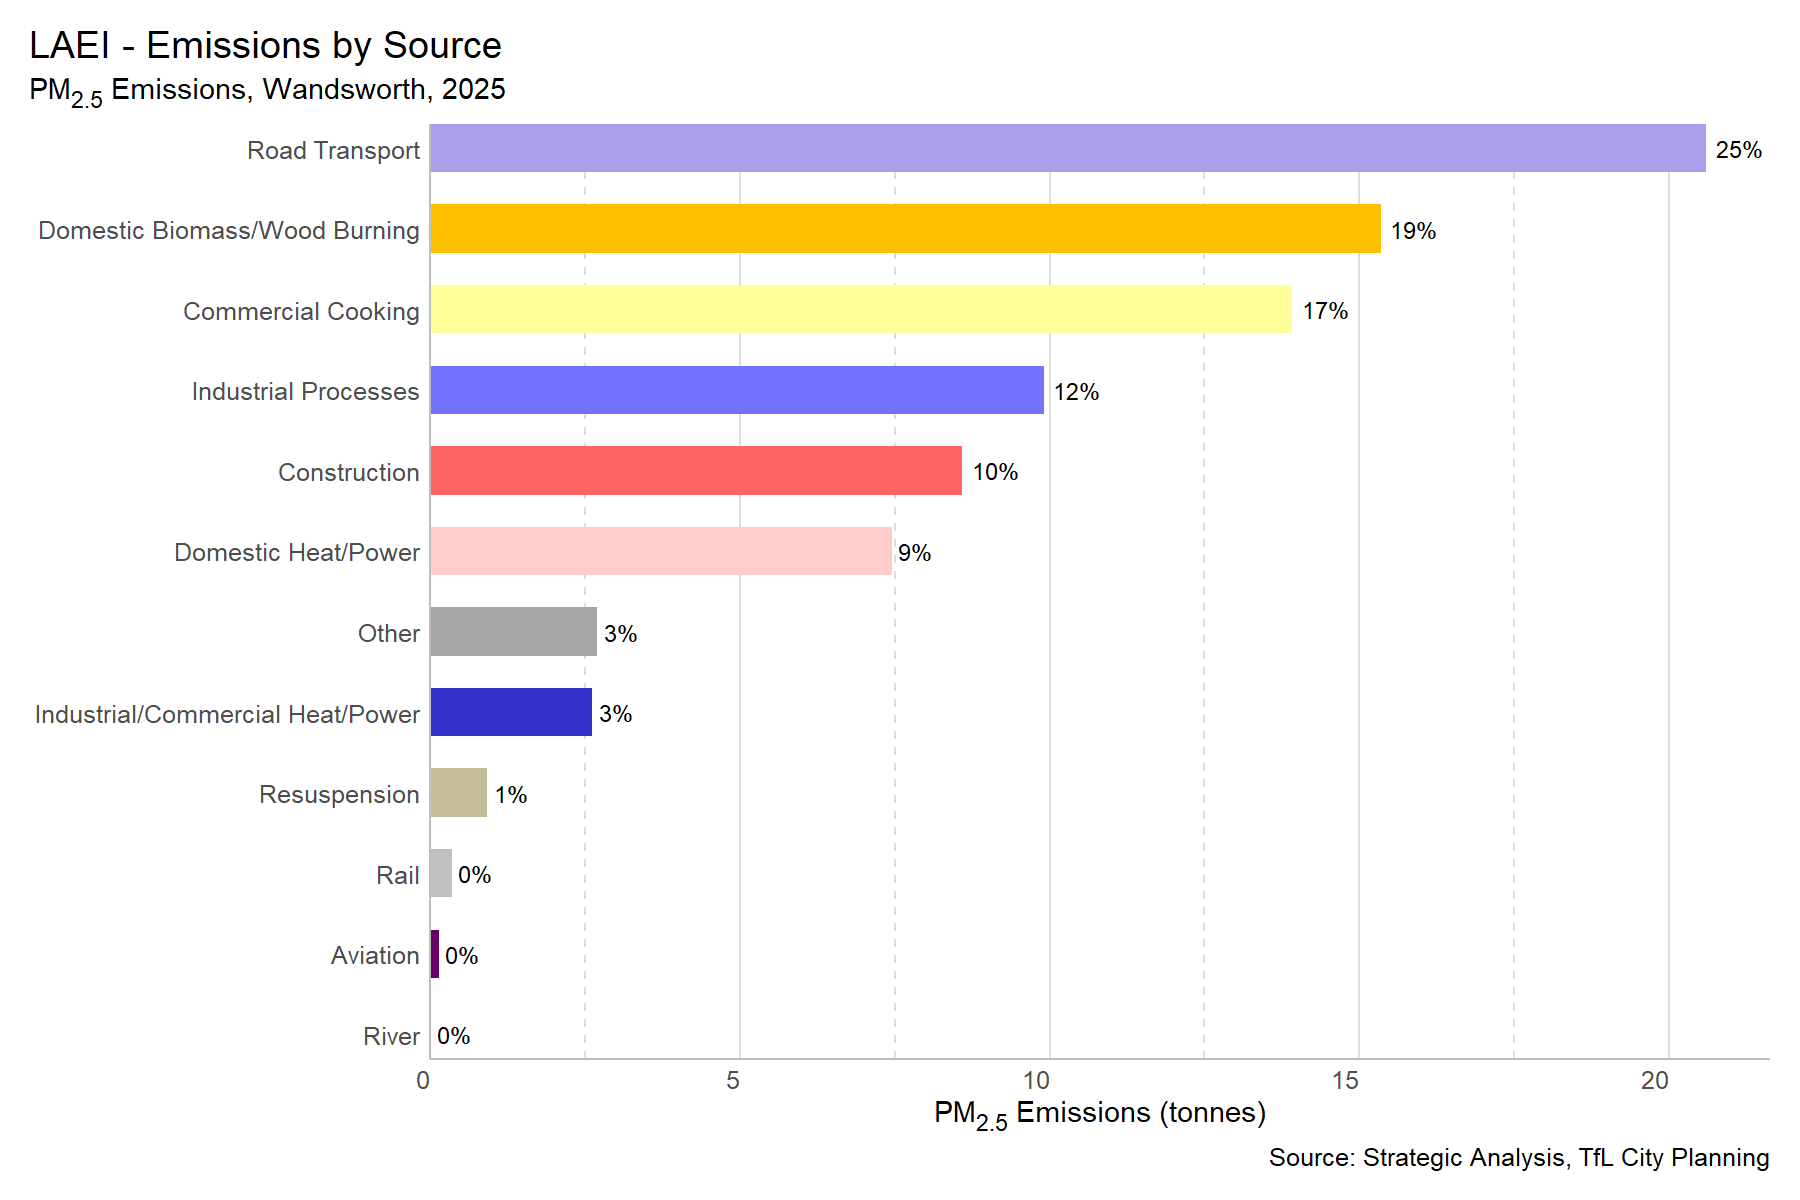 LAEI - Emissions by Source
PM2.5 Emissions, Wandsworth, 2025
Road Transport 25%
Domestic Biomass/Wood Burning 19%
Commercial Cooking 17%
Industrial Processes 12%
Construction 10%
Domestic Heat/Power 9%
Other 3%
Industrial/Commercial Heat/Power 3%
Resuspension 1%
Rail 0%
Aviation 0%
River 0%
0 5 10 15 20
PM2.5 Emissions (tonnes)
Source: Strategic Analysis, TfL City Planning